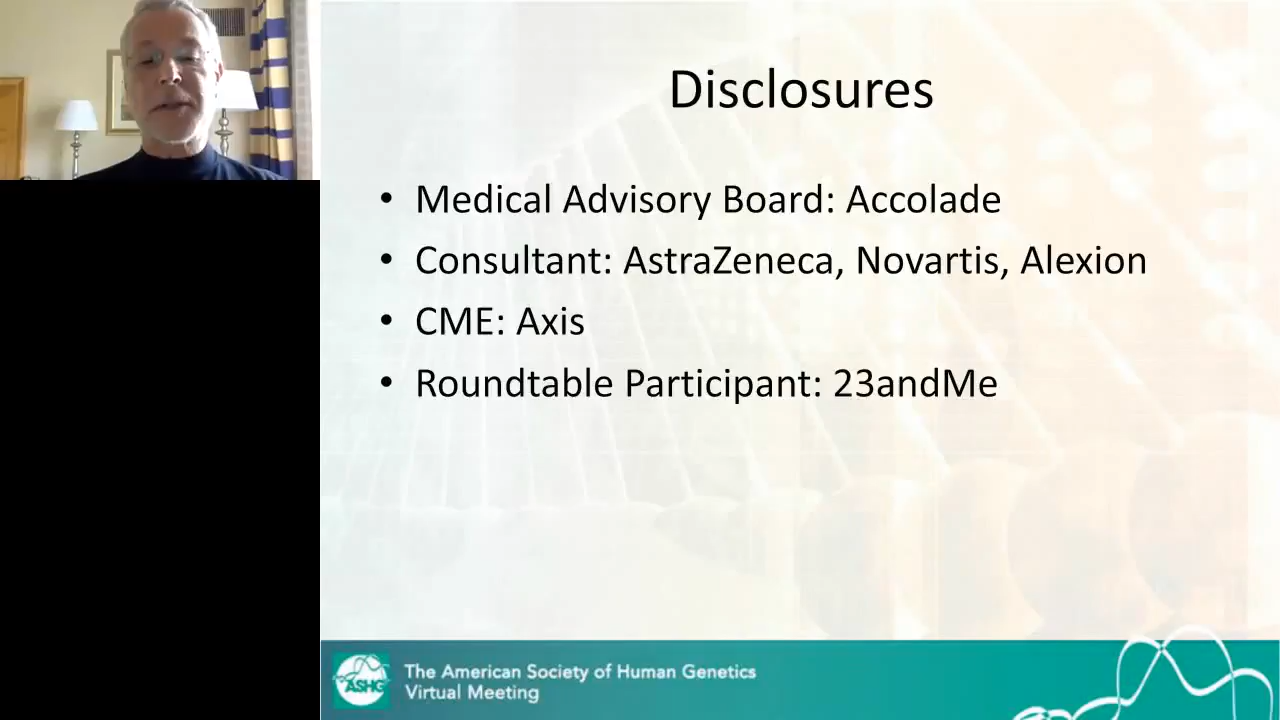 Disclosures
• Medical Advisory Board: Accolade
• Consultant: AstraZeneca, Novartis, Alexion
• CME: Axis
• Roundtable Participant: 23andMe
ASHG
The American Society of Human Genetics
Virtual Meeting